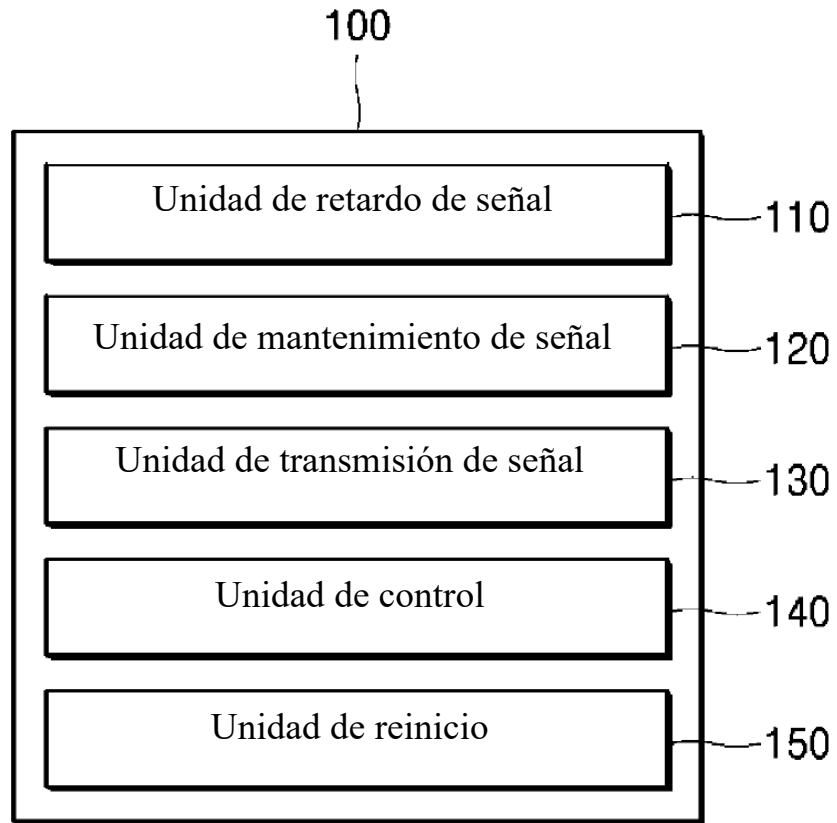 100
Unidad de retardo de señal
110
Unidad de mantenimiento de señal
120
Unidad de transmisión de señal
130
Unidad de control
140
Unidad de reinicio
150